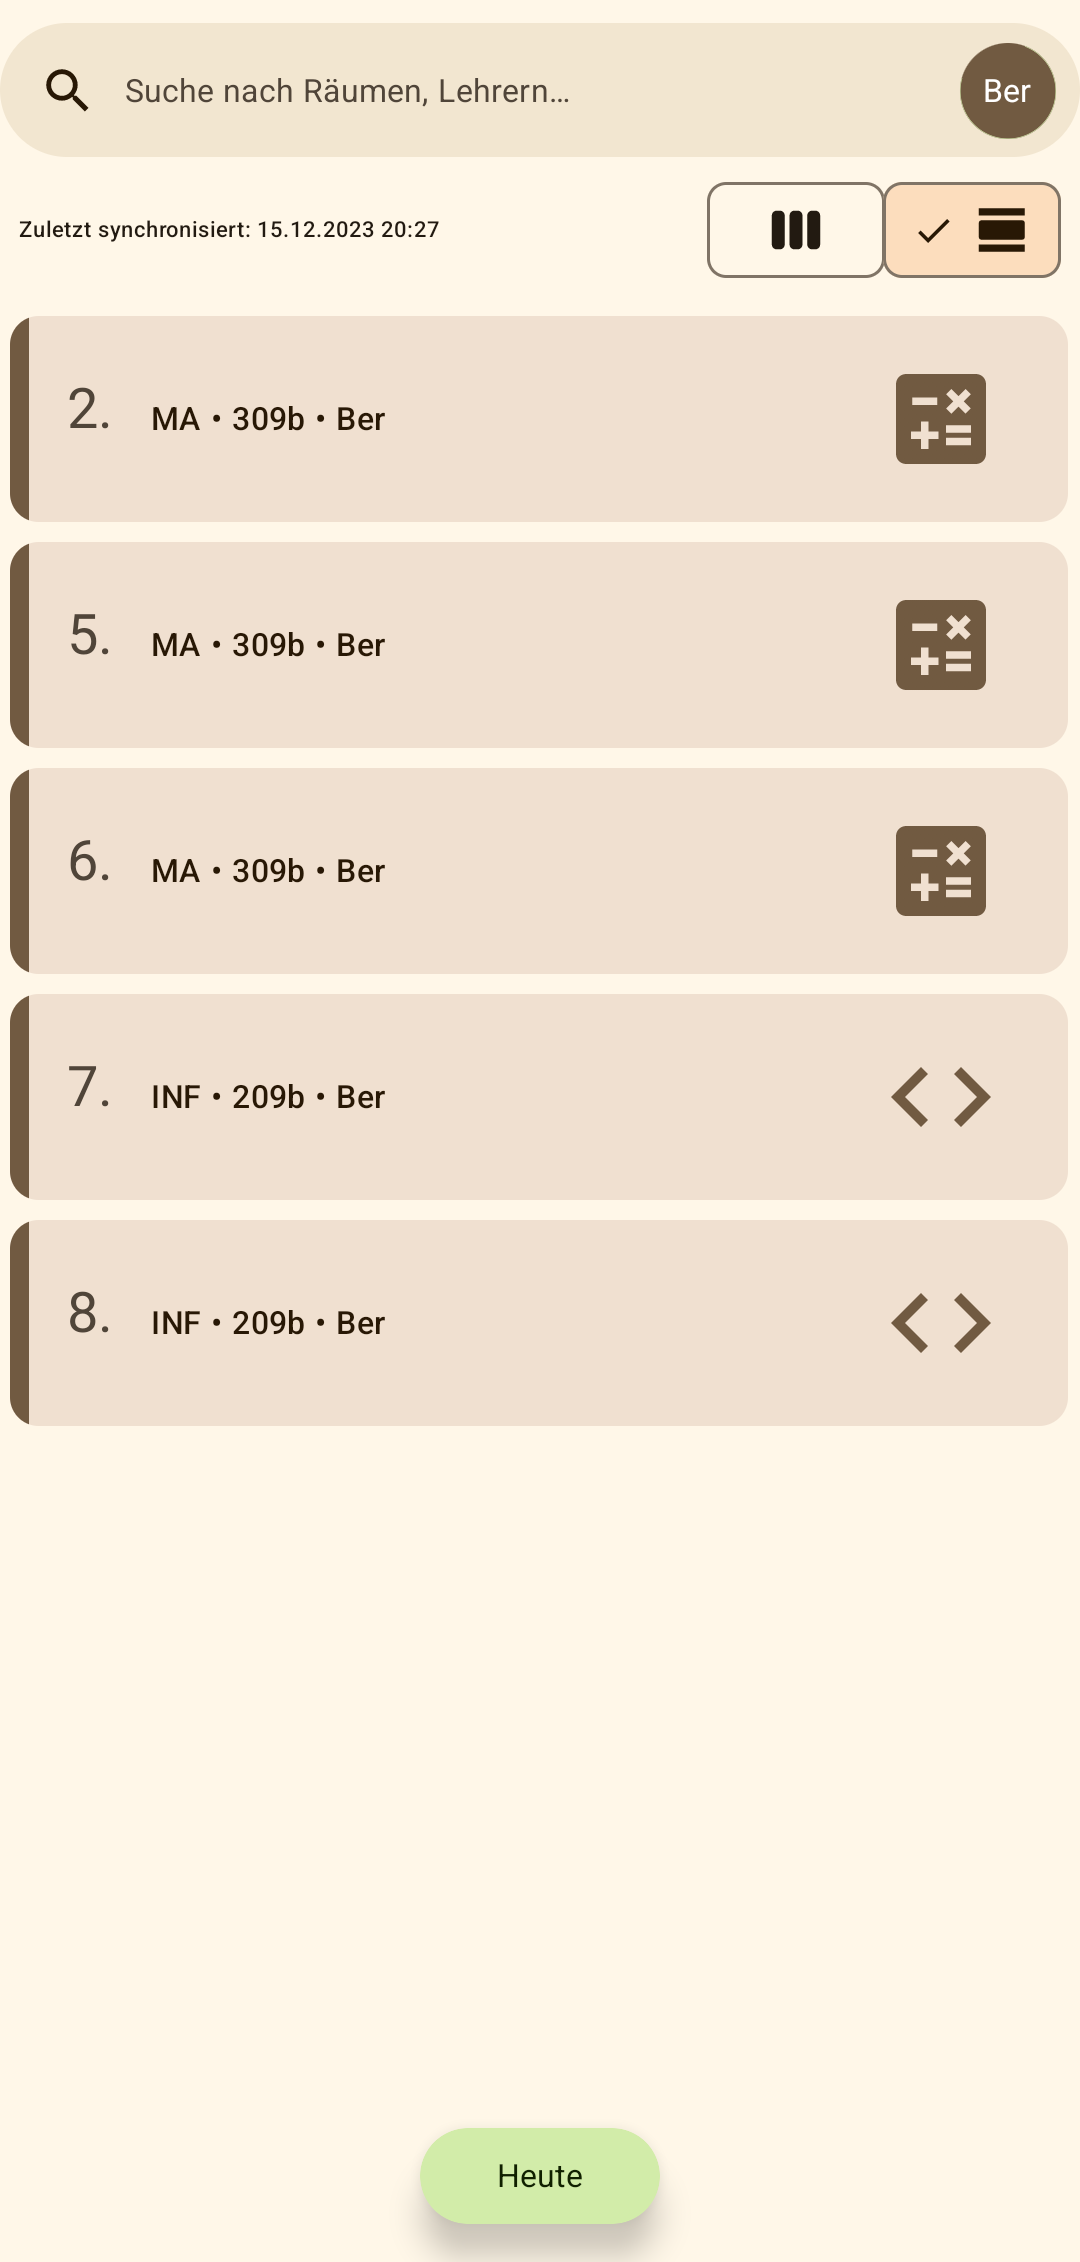 Suche nach Räumen, Lehrern…
Ber
Zuletzt synchronisiert: 15.12.2023 20:27
2. MA • 309b • Ber
5. MA • 309b • Ber
6. MA • 309b • Ber
7. INF • 209b • Ber
8. INF • 209b • Ber
Heute